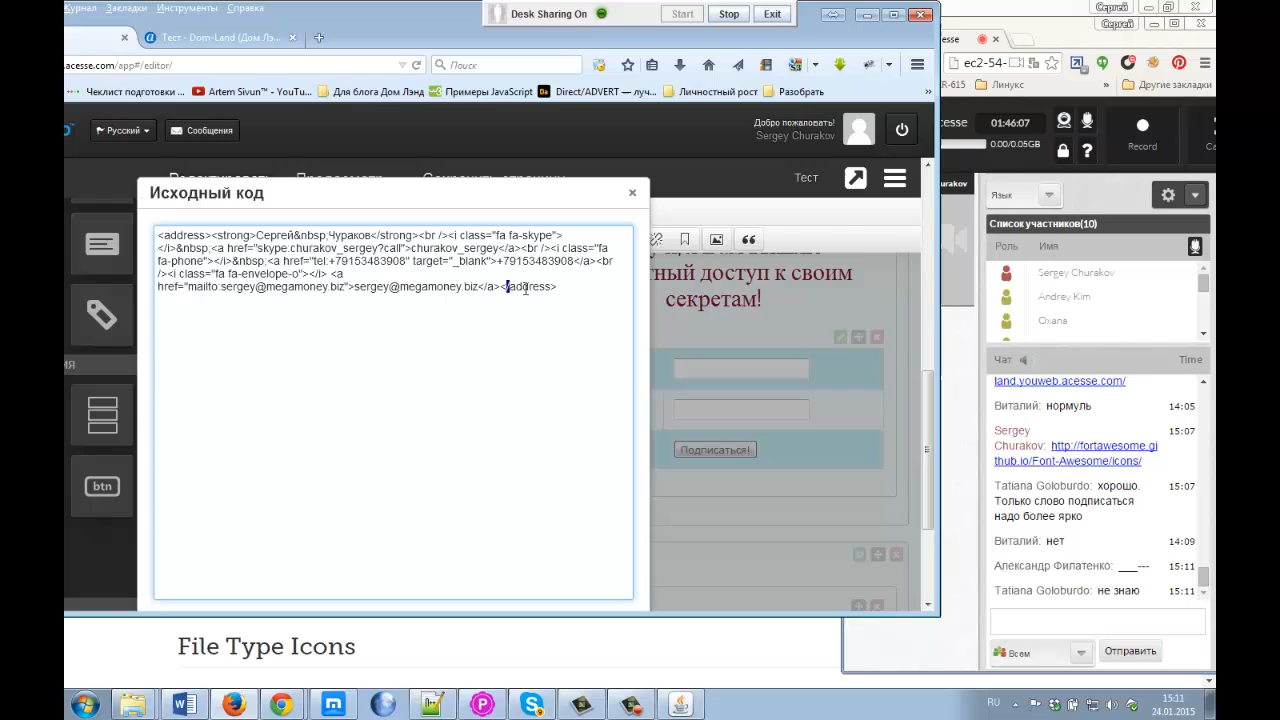 Журнал Закладки Инструменты Справка
Desk Sharing On
Start
Stop
Exit
Сергей
Сергей
Тест - Dom-Land (Дом Лэ...
esse
.acesse.com/app#/editor/
Поиск
ec2-54-
Чеклист подготовки ...
Для блога Дом Лэнд
Примеры JavaScript
Direct/ADVERT — луч...
Личностный рост
Разобрать
Линукс
Другие закладки
Русский
Сообщения
Добро пожаловать!
Sergey Churakov
cesse
01:46:07
0.00/0.05GB
Record
Тест
Исходный код
×
<address><strong>Сергей&nbsp;Чураков</strong><br /><i class="fa fa-skype">
</i>&nbsp;<a href="skype:churakov_sergey?call">churakov_sergey</a><br /><i class="fa
fa-phone"></i>&nbsp;<a href="tel:+79153483908" target="_blank">+79153483908</a><br
/><i class="fa fa-envelope-o"></i> <a
href="mailto:sergey@megamoney.biz">sergey@megamoney.biz</a></address>
ный доступ к своим
секретам!
Подписаться!
btn
ия
File Type Icons
hurakov
Язык
Список участников(10)
Роль Имя
Sergey Churakov
Andrey Kim
Oxana
Чат Time
land.youweb.acesse.com/
Виталий: нормуль 14:05
Sergey 15:07
Churakov: http://fortawesome.gi
thub.io/Font-Awesome/icons/
Tatiana Goloburdo: хорошо. 15:07
Только слово подписаться
надо более ярко
Виталий: нет 14:09
Александр Филатенко: ___--- 15:11
Tatiana Goloburdo: не знаю 15:11
Всем
Отправить
RU
15:11
24.01.2015